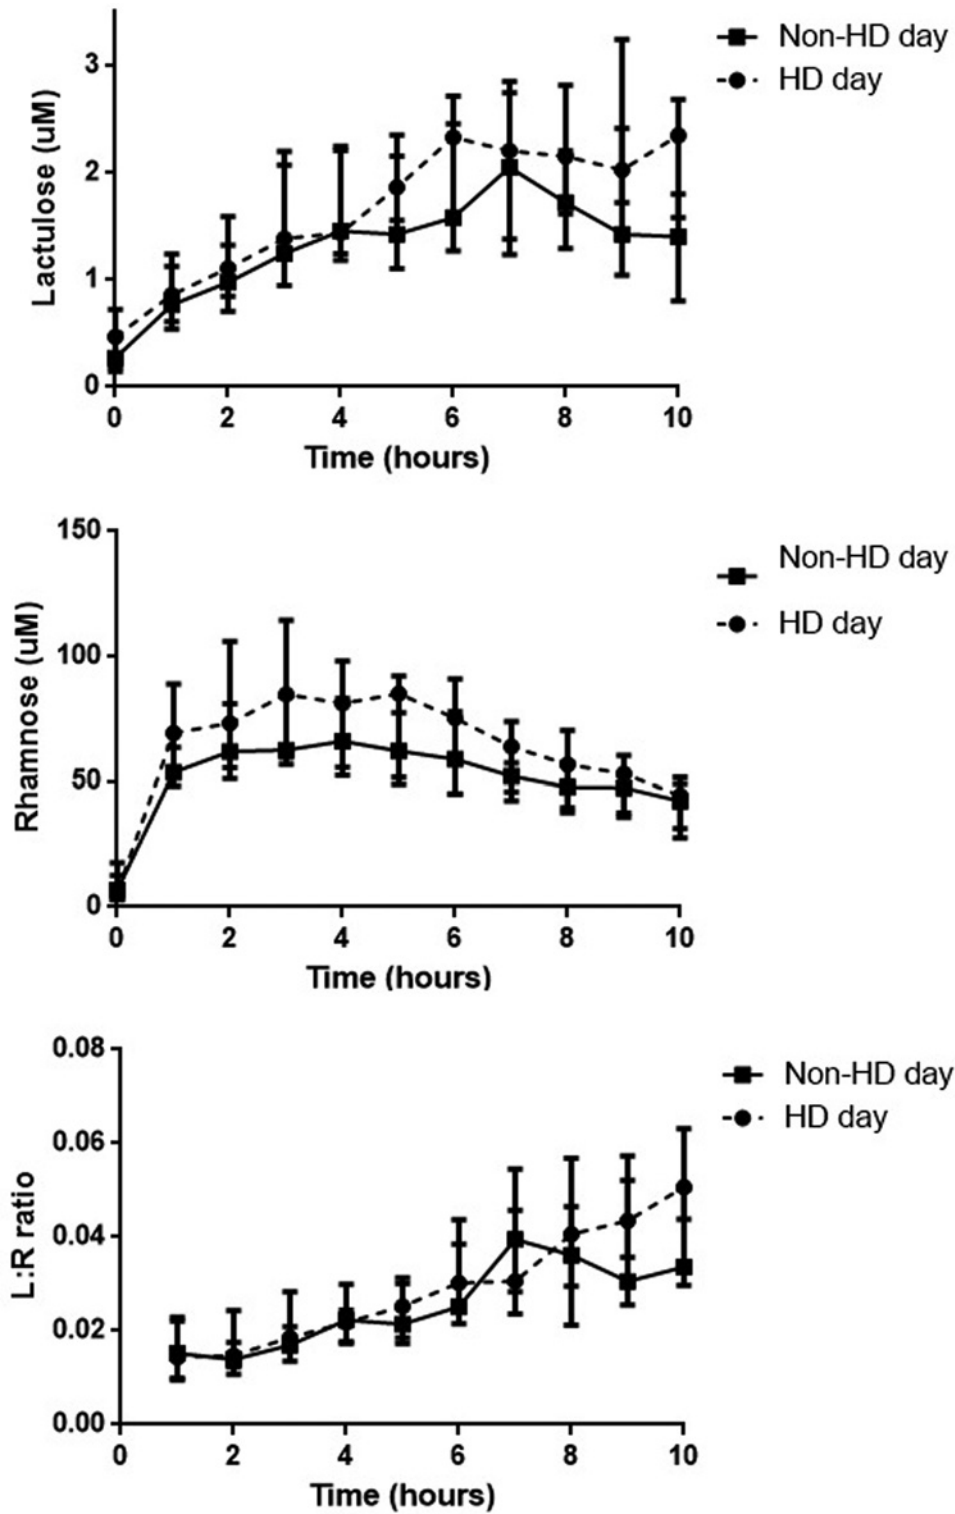 Non-HD day
HD day
3
2
1
0
Lactulose (uM)
0 2 4 6 8 10
Time (hours)
150
100
50
0
Rhamnose (uM)
Non-HD day
HD day
0 2 4 6 8 10
Time (hours)
0.08
0.06
0.04
0.02
0.00
L:R ratio
Non-HD day
HD day
0 2 4 6 8 10
Time (hours)